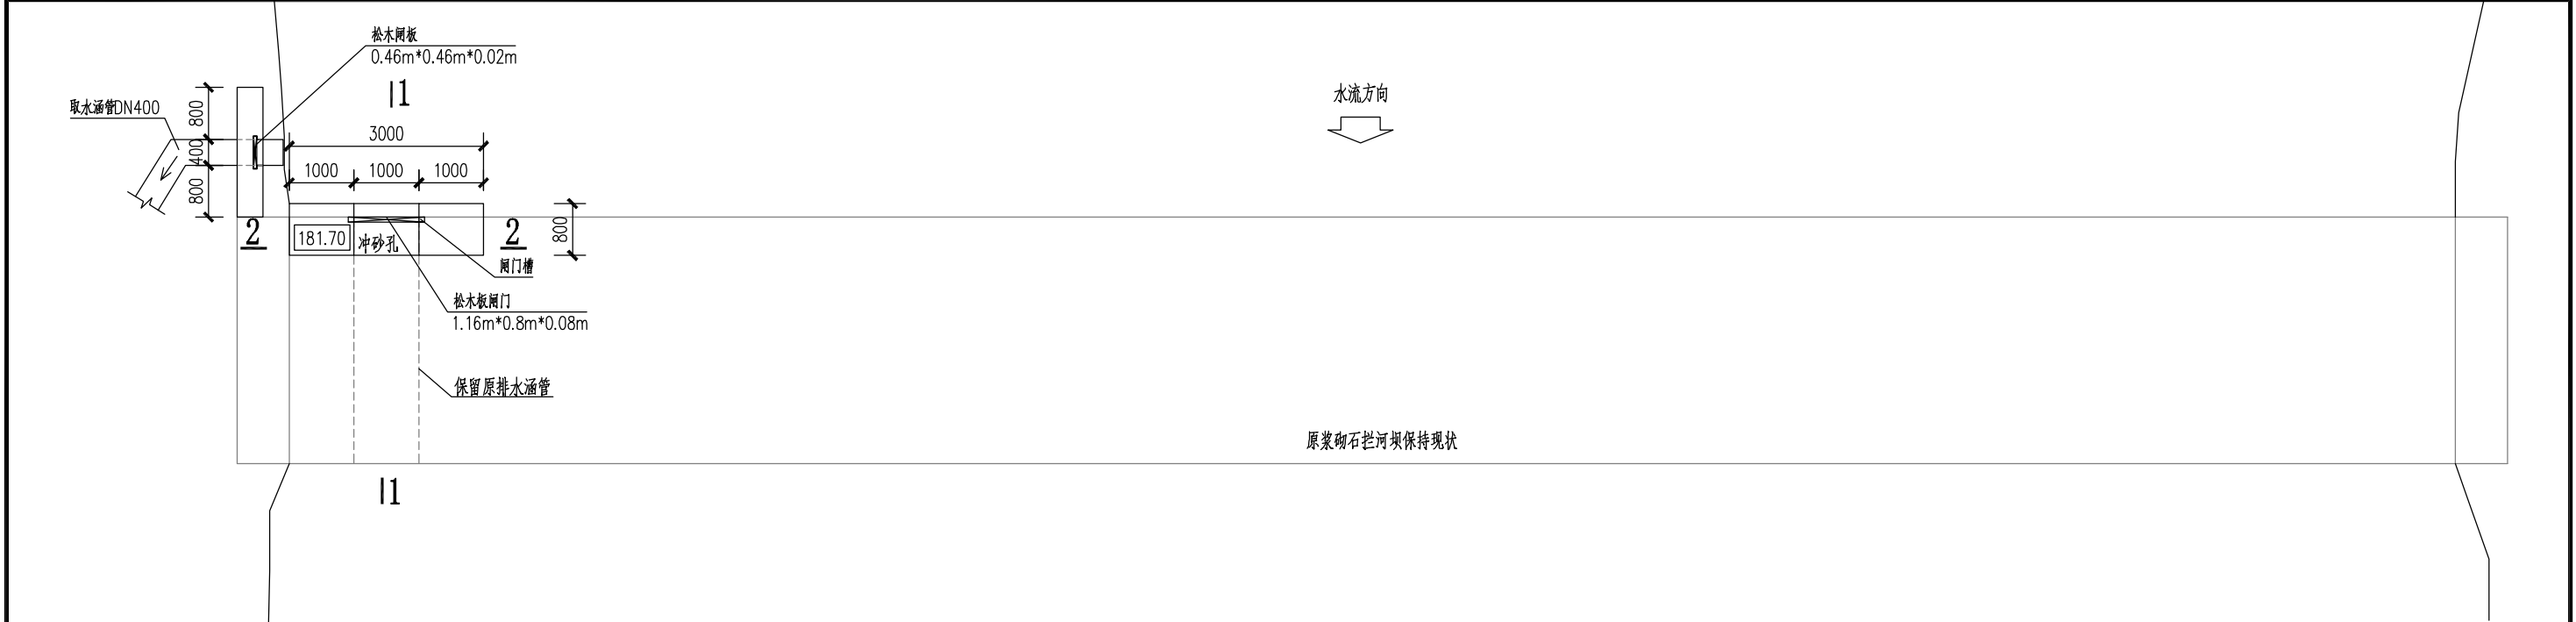 松木闸板
0.46m*0.46m*0.02m
1
水流方向
取水涵管DN400
800
400
800
3000
1000
1000
1000
2
181.70
冲砂孔
2
800
闸门槽
松木板闸门
1.16m*0.8m*0.08m
保留原排水涵管
原浆砌石拦河坝保持现状
1